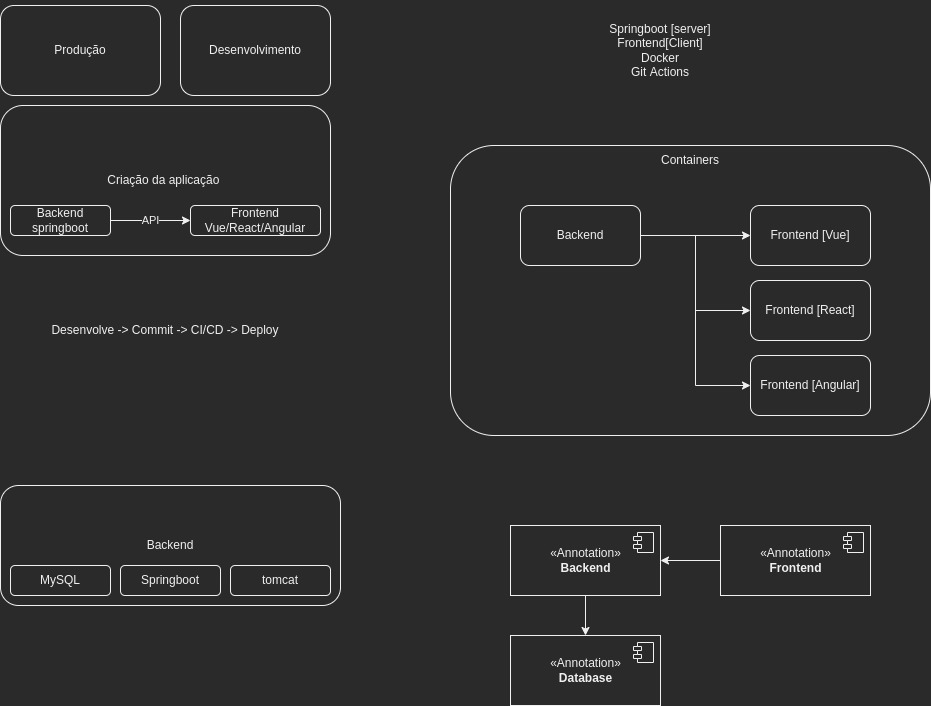 Produção
Desenvolvimento
Springboot [server]
Frontend[Client]
Docker
Git Actions
Criação da aplicação
Backend
springboot
API
Frontend
Vue/React/Angular
Containers
Backend
Frontend [Vue]
Frontend [React]
Frontend [Angular]
Desenvolve -> Commit -> CI/CD -> Deploy
Backend
MySQL
Springboot
tomcat
«Annotation»
Backend
«Annotation»
Frontend
«Annotation»
Database